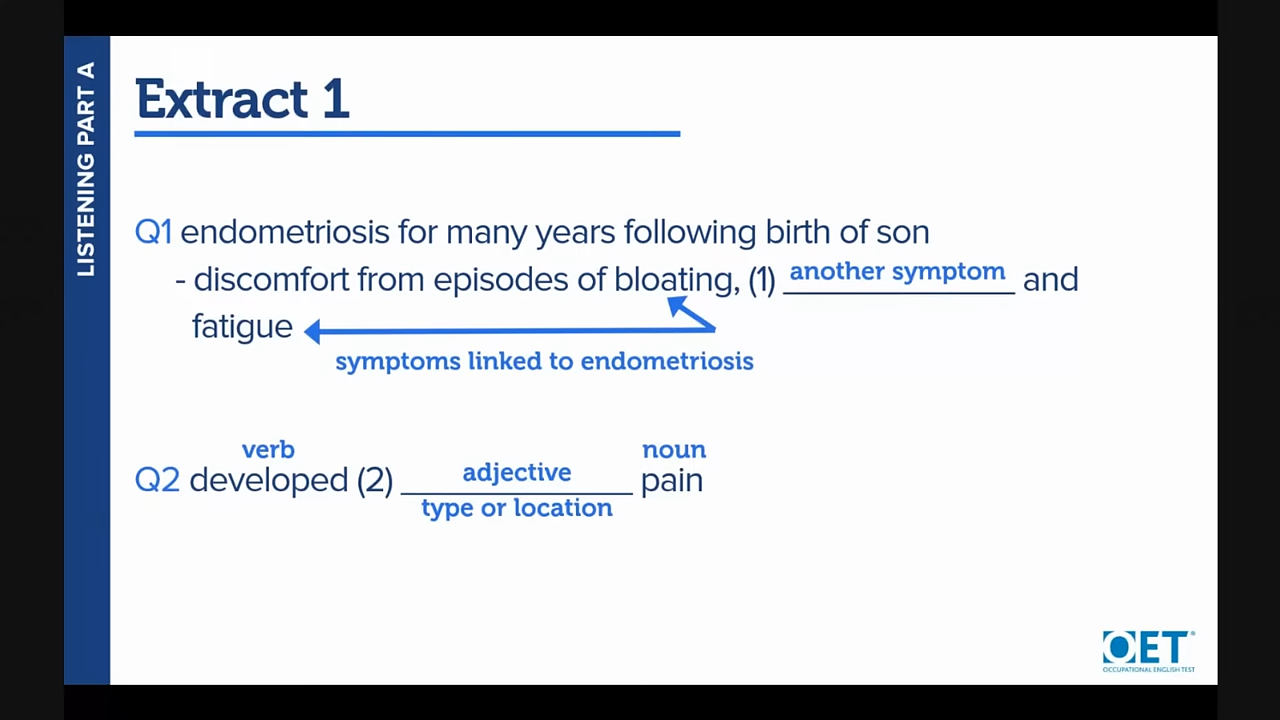 LISTENING PART A
Extract 1
Q1 endometriosis for many years following birth of son
- discomfort from episodes of bloating, (1) another symptom and
fatigue
symptoms linked to endometriosis
verb noun
adjective
Q2 developed (2) ____________ pain
type or location
OET
OCCUPATIONAL ENGLISH TEST